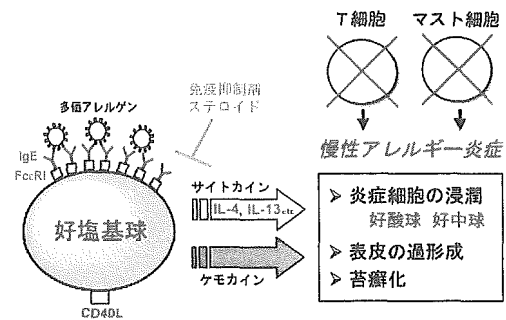 T細胞 マスト細胞
免疫抑制剤
ステロイド
多価アレルゲン
慢性アレルギー炎症
IgE
FcεRI
サイトカイン
IL-4, IL-13etc
好塩基球
ケモカイン
CD40L
➤ 炎症細胞の浸潤
好酸球 好中球
➤ 表皮の過形成
➤ 苔癬化